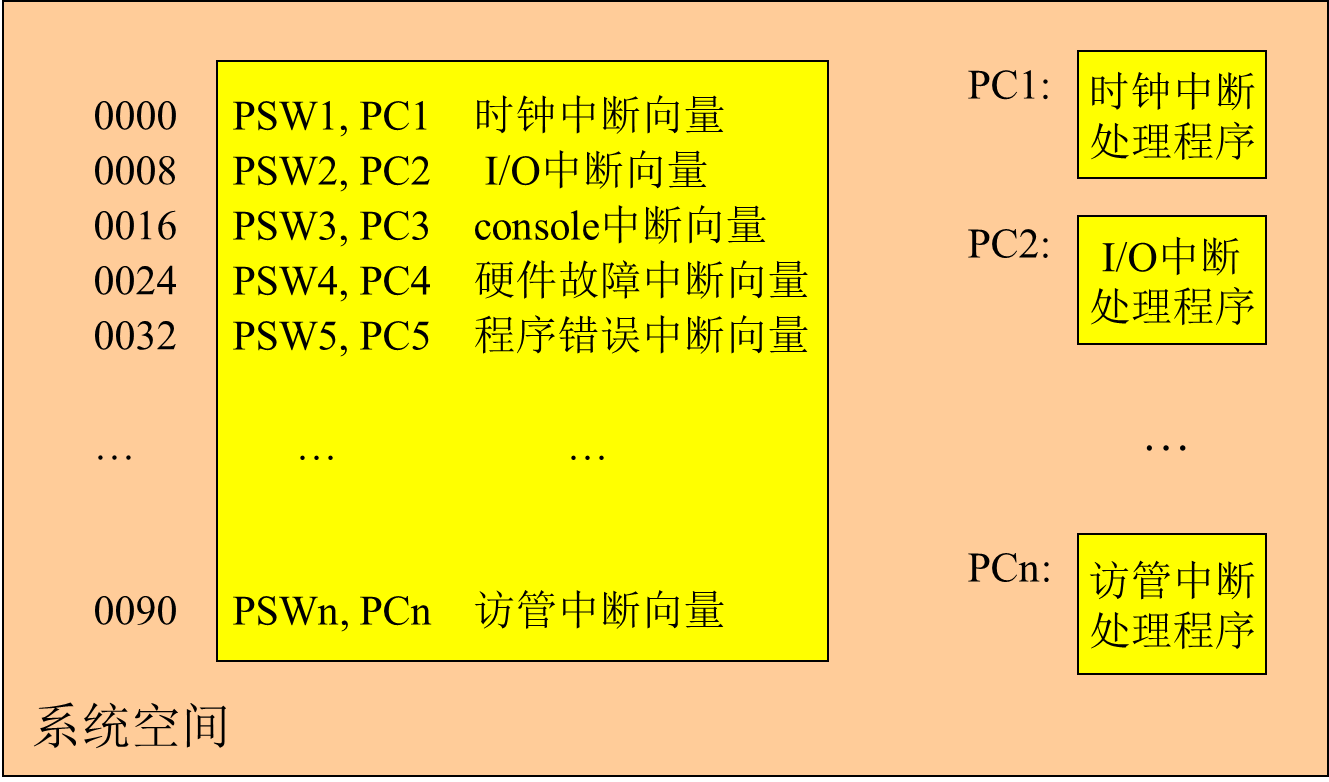 0000 PSW1, PC1 时钟中断向量
0008 PSW2, PC2 I/O中断向量
0016 PSW3, PC3 console中断向量
0024 PSW4, PC4 硬件故障中断向量
0032 PSW5, PC5 程序错误中断向量
… … …
0090 PSWn, PCn 访管中断向量
PC1:
时钟中断
处理程序
PC2:
I/O中断
处理程序
…
PCn:
访管中断
处理程序
系统空间